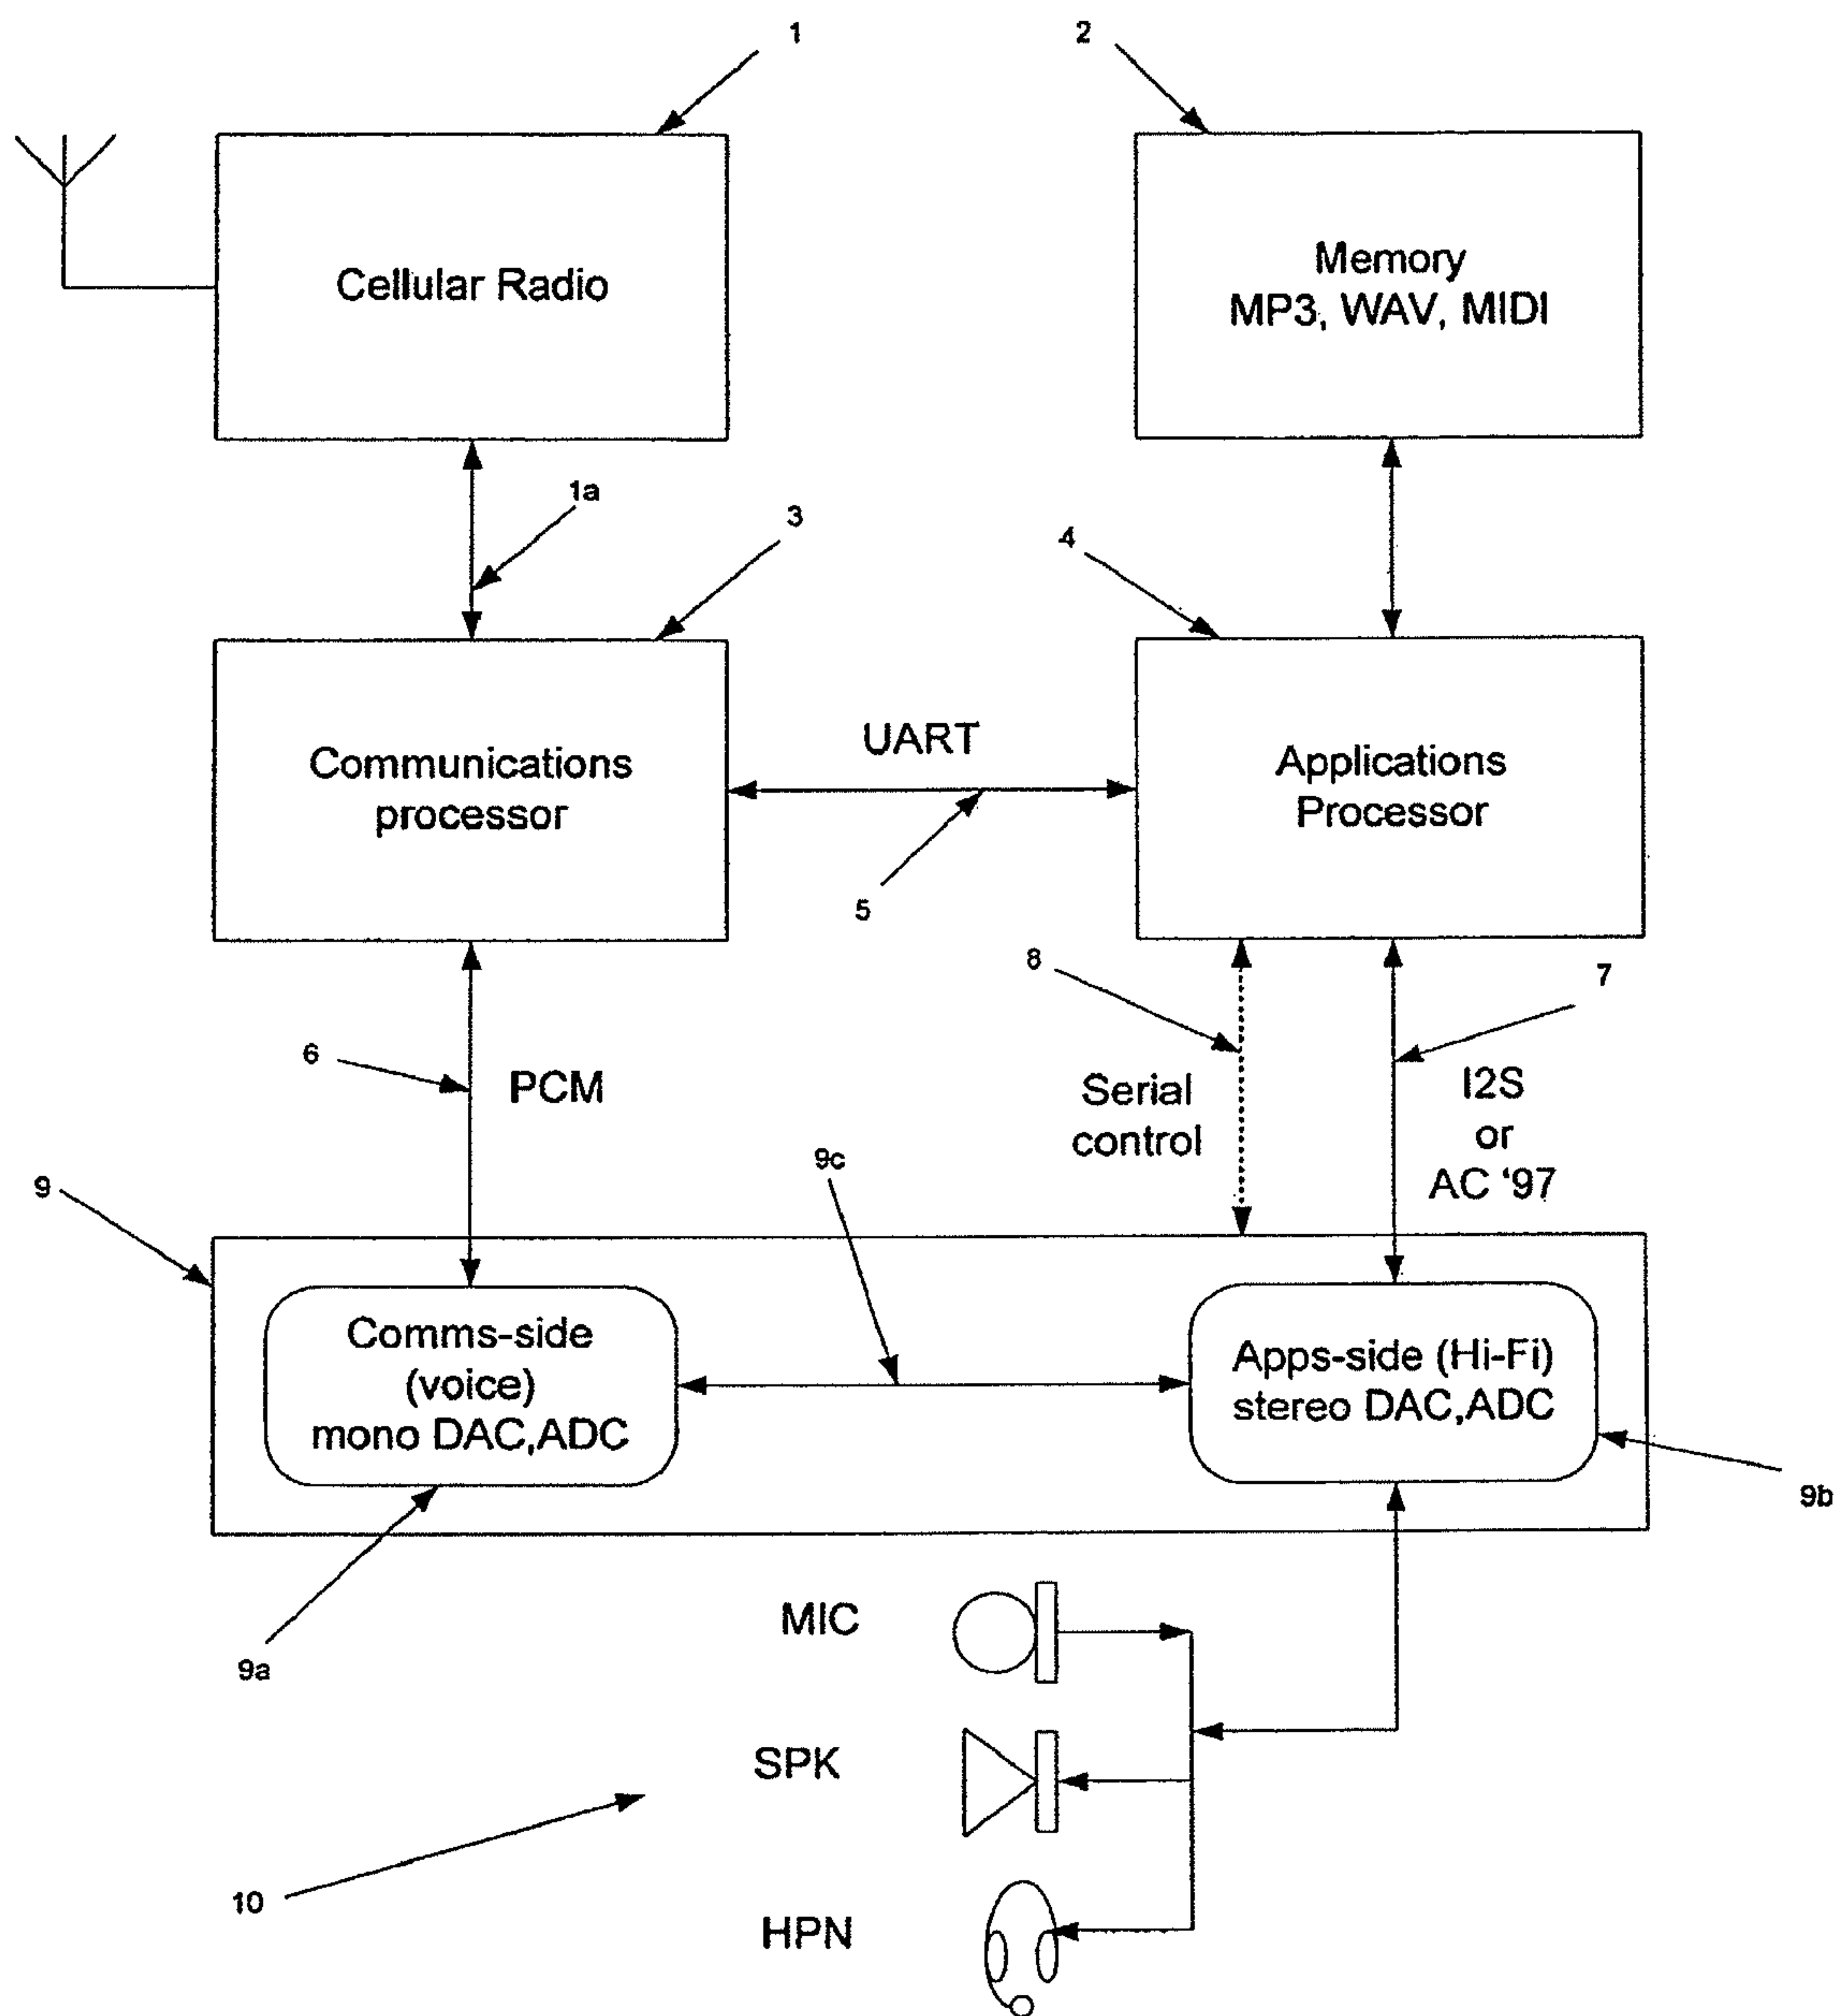 1
2
Cellular Radio
Memory
MP3, WAV, MIDI
1a
3
4
Communications
processor
UART
Applications
Processor
5
8
7
6
PCM
Serial
control
I2S
or
AC '97
9
9c
Comms-side
(voice)
mono DAC,ADC
Apps-side (Hi-Fi)
stereo DAC,ADC
9b
9a
MIC
SPK
10
HPN